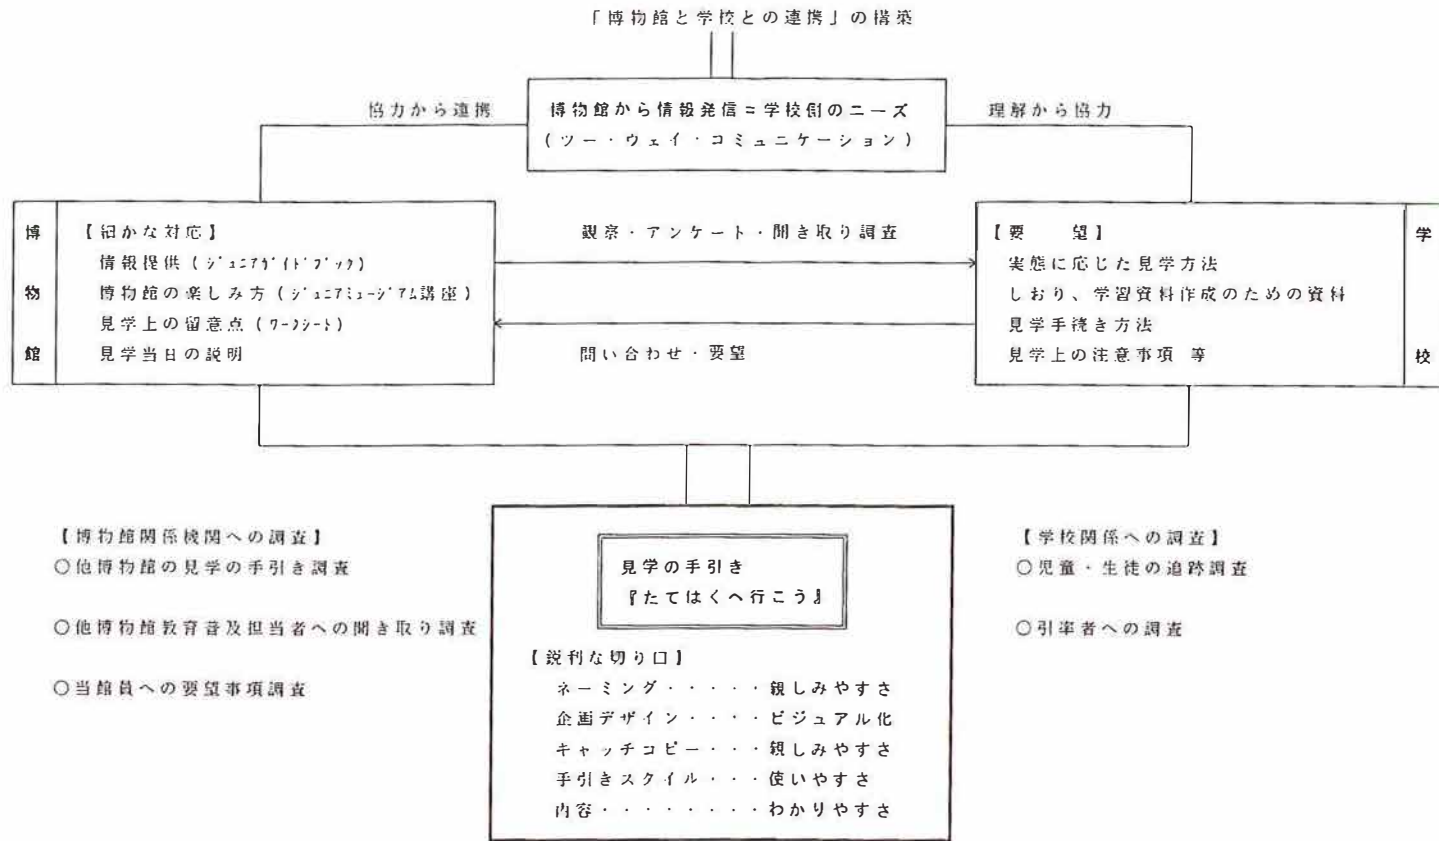 「博物館と学校との連携」の構築
協力から連携
博物館から情報発信＝学校側のニーズ
(ツー・ウェイ・コミュニケーション)
理解から協力
博物館
【細かな対応】
情報提供(ジュニアガイドブック)
博物館の楽しみ方(ジュニアミュージアム講座)
見学上の留意点(ワークシート)
見学当日の説明
観察・アンケート・聞き取り調査
問い合わせ・要望
【要　望】
実態に応じた見学方法
しおり、学習資料作成のための資料
見学手続き方法
見学上の注意事項 等
学校
【博物館関係機関への調査】
○他博物館の見学の手引き調査
○他博物館教育普及担当者への聞き取り調査
○当館員への要望事項調査
見学の手引き
『たてはくへ行こう』
【鋭利な切り口】
ネーミング・・・・・親しみやすさ
企画デザイン・・・・ビジュアル化
キャッチコピー・・・親しみやすさ
手引きスタイル・・・使いやすさ
内容・・・・・・・・わかりやすさ
【学校関係への調査】
○児童・生徒の追跡調査
○引率者への調査